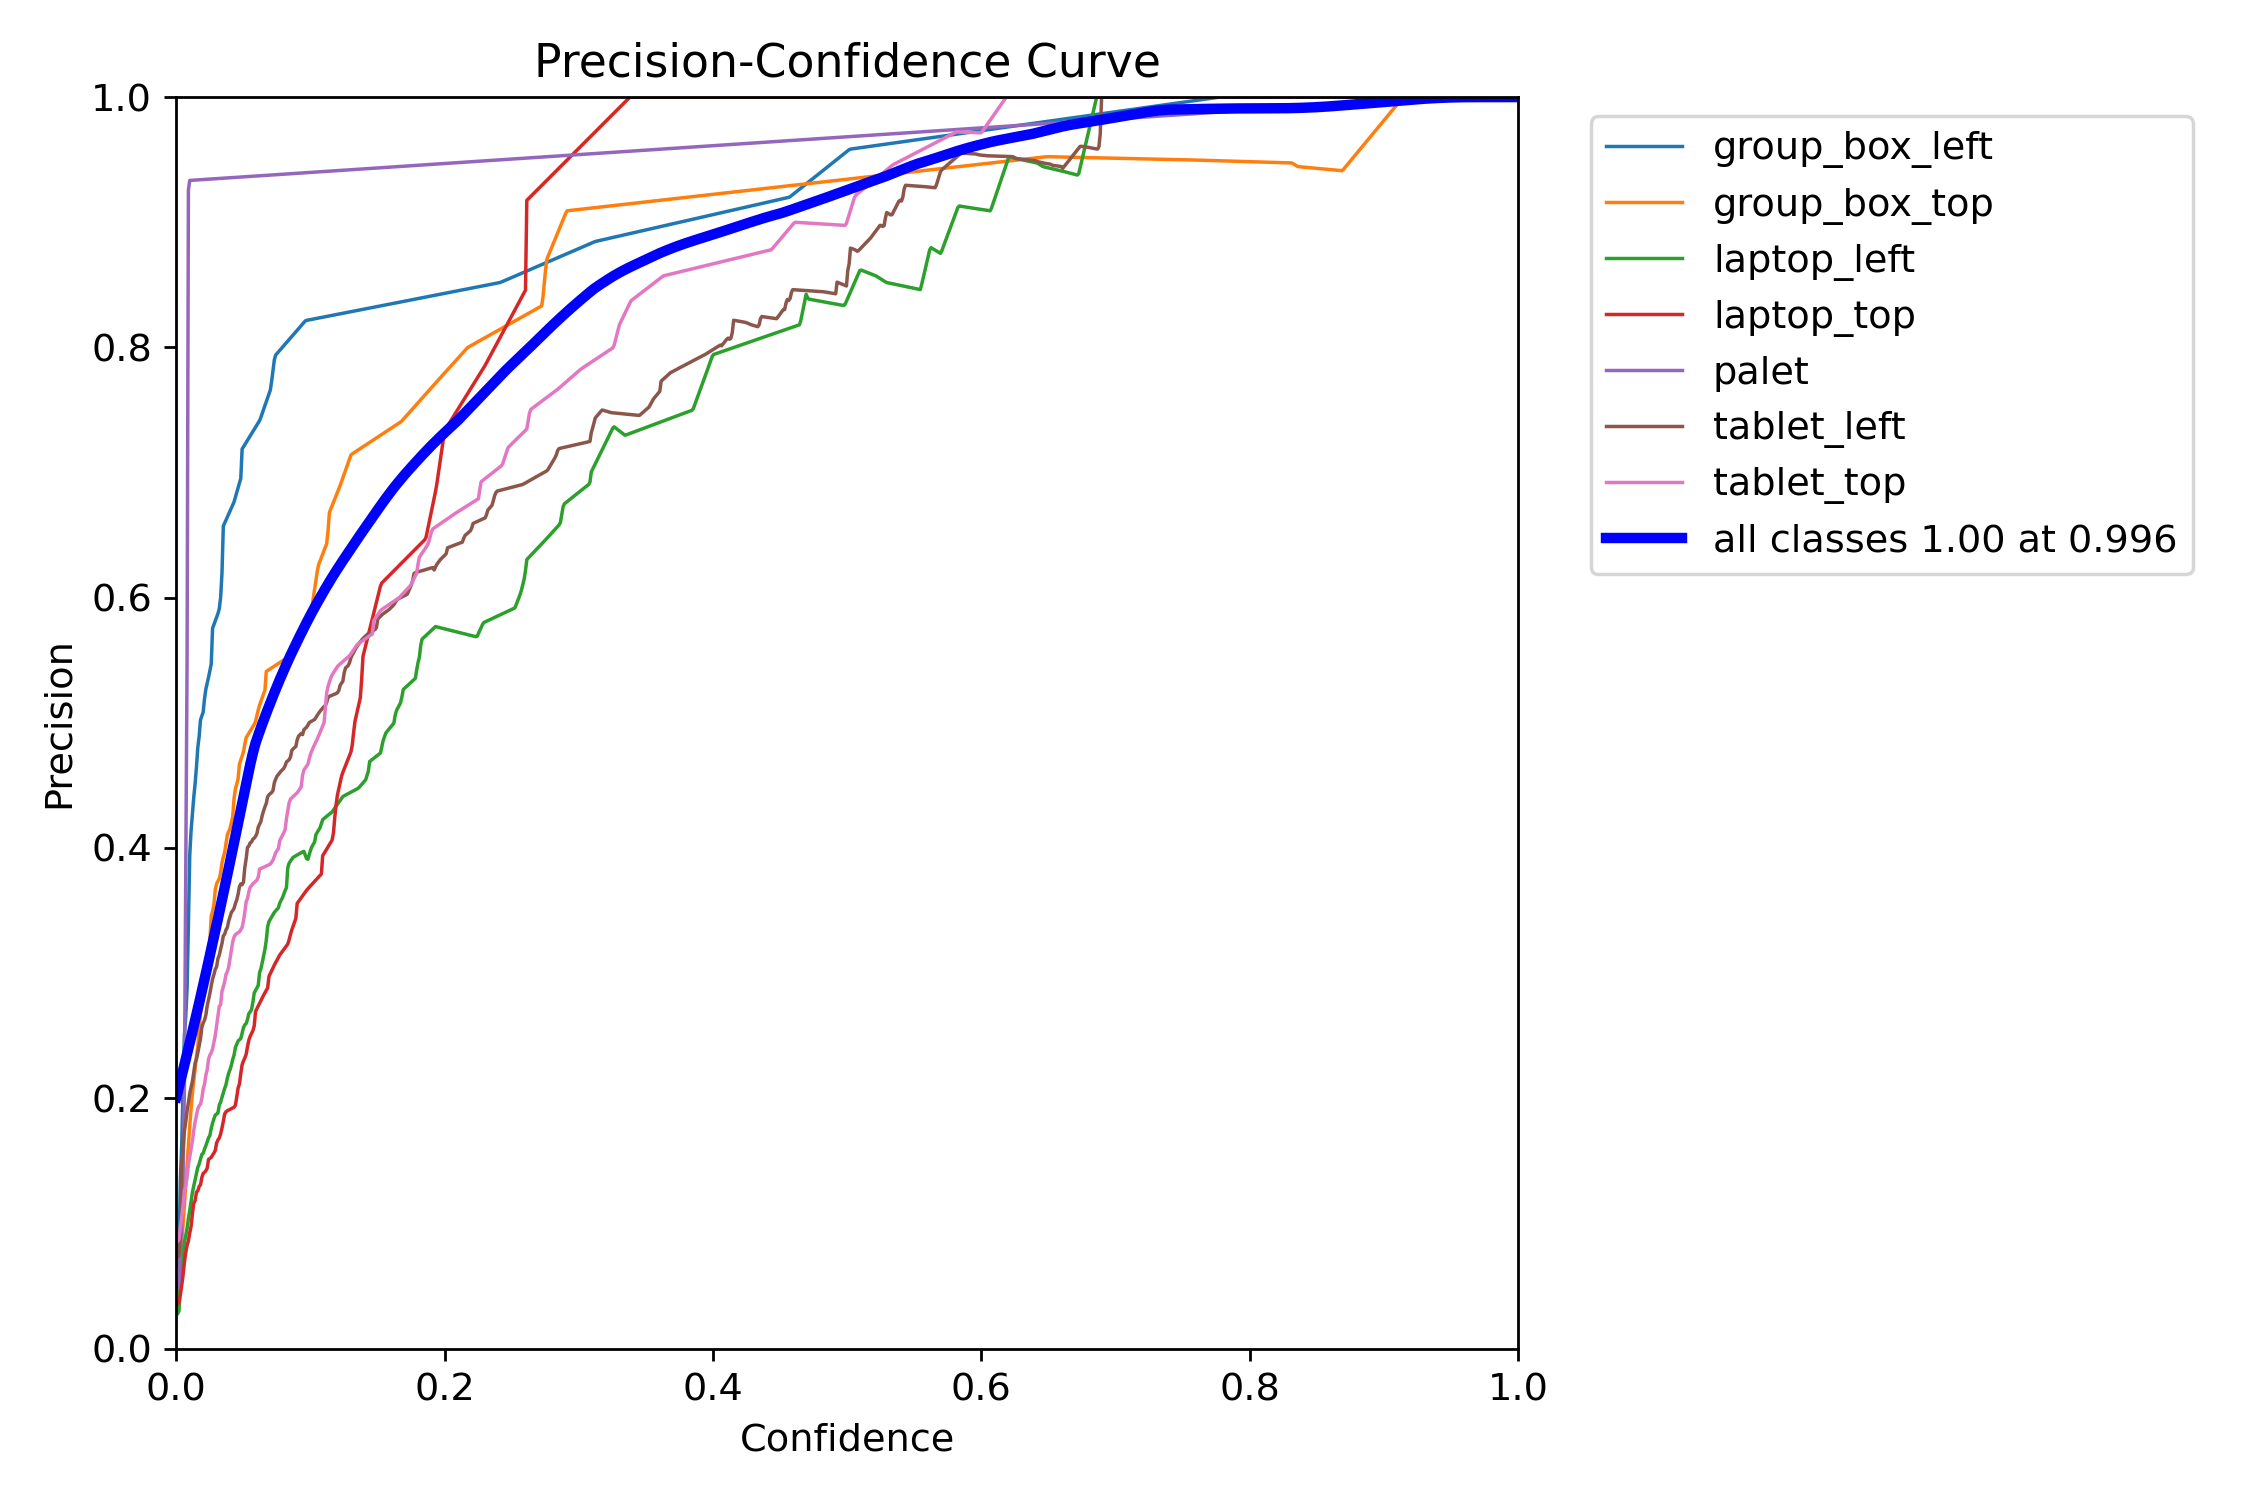 Precision-Confidence Curve
1.0
0.8
0.6
0.4
0.2
0.0
Precision
0.0 0.2 0.4 0.6 0.8 1.0
Confidence
group_box_left
group_box_top
laptop_left
laptop_top
palet
tablet_left
tablet_top
all classes 1.00 at 0.996